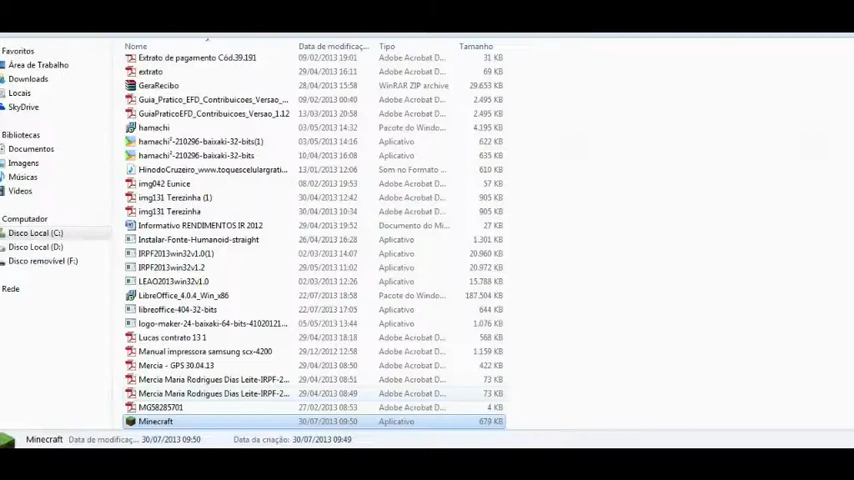 Nome Data de modificaç... Tipo Tamanho
Favoritos
Área de Trabalho
Downloads
Locais
SkyDrive
Bibliotecas
Documentos
Imagens
Músicas
Vídeos
Computador
Disco Local (C:)
Disco Local (D:)
Disco removível (F:)
Rede
Extrato de pagamento Cód.39.191 09/02/2013 19:01 Adobe Acrobat D... 31 KB
extrato 29/04/2013 16:11 Adobe Acrobat D... 69 KB
GeraRecibo 28/04/2013 15:58 WinRAR ZIP archive 29.653 KB
Guia_Pratico_EFD_Contribuicoes_Versao_... 09/02/2013 00:40 Adobe Acrobat D... 2.495 KB
GuiaPraticoEFD_Contribuicoes_Versao_1.12 13/03/2013 20:58 Adobe Acrobat D... 2.495 KB
hamachi 03/05/2013 14:32 Pacote do Windo... 4.195 KB
hamachi²-210296-baixaki-32-bits(1) 03/05/2013 14:16 Aplicativo 622 KB
hamachi²-210296-baixaki-32-bits 10/04/2013 16:08 Aplicativo 635 KB
HinodoCruzeiro_www.toquescelulargrati... 13/01/2013 12:06 Som no Formato ... 610 KB
img042 Eunice 08/02/2013 19:53 Adobe Acrobat D... 57 KB
img131 Terezinha (1) 30/04/2013 12:42 Adobe Acrobat D... 905 KB
img131 Terezinha 30/04/2013 10:34 Adobe Acrobat D... 905 KB
Informativo RENDIMENTOS IR 2012 29/04/2013 19:52 Documento do Mi... 27 KB
Instalar-Fonte-Humanoid-straight 26/04/2013 16:28 Aplicativo 1.301 KB
IRPF2013win32v1.0(1) 02/03/2013 14:07 Aplicativo 20.960 KB
IRPF2013win32v1.2 29/05/2013 11:02 Aplicativo 20.972 KB
LEAO2013win32v1.0 02/03/2013 12:26 Aplicativo 15.788 KB
LibreOffice_4.0.4_Win_x86 22/07/2013 18:58 Pacote do Windo... 187.504 KB
libreoffice-404-32-bits 22/07/2013 17:05 Aplicativo 644 KB
logo-maker-24-baixaki-64-bits-41020121... 05/05/2013 13:44 Aplicativo 1.076 KB
Lucas contrato 13 1 29/04/2013 18:18 Adobe Acrobat D... 568 KB
Manual impressora samsung scx-4200 29/12/2012 12:58 Adobe Acrobat D... 1.159 KB
Mercia - GPS 30.04.13 29/04/2013 08:50 Adobe Acrobat D... 422 KB
Mercia Maria Rodrigues Dias Leite-IRPF-2... 29/04/2013 08:51 Adobe Acrobat D... 73 KB
Mercia Maria Rodrigues Dias Leite-IRPF-2... 29/04/2013 08:49 Adobe Acrobat D... 73 KB
MG58285701 27/02/2013 08:53 Adobe Acrobat D... 4 KB
Minecraft 30/07/2013 09:50 Aplicativo 679 KB
Minecraft Data de modificaç... 30/07/2013 09:50 Data da criação: 30/07/2013 09:49